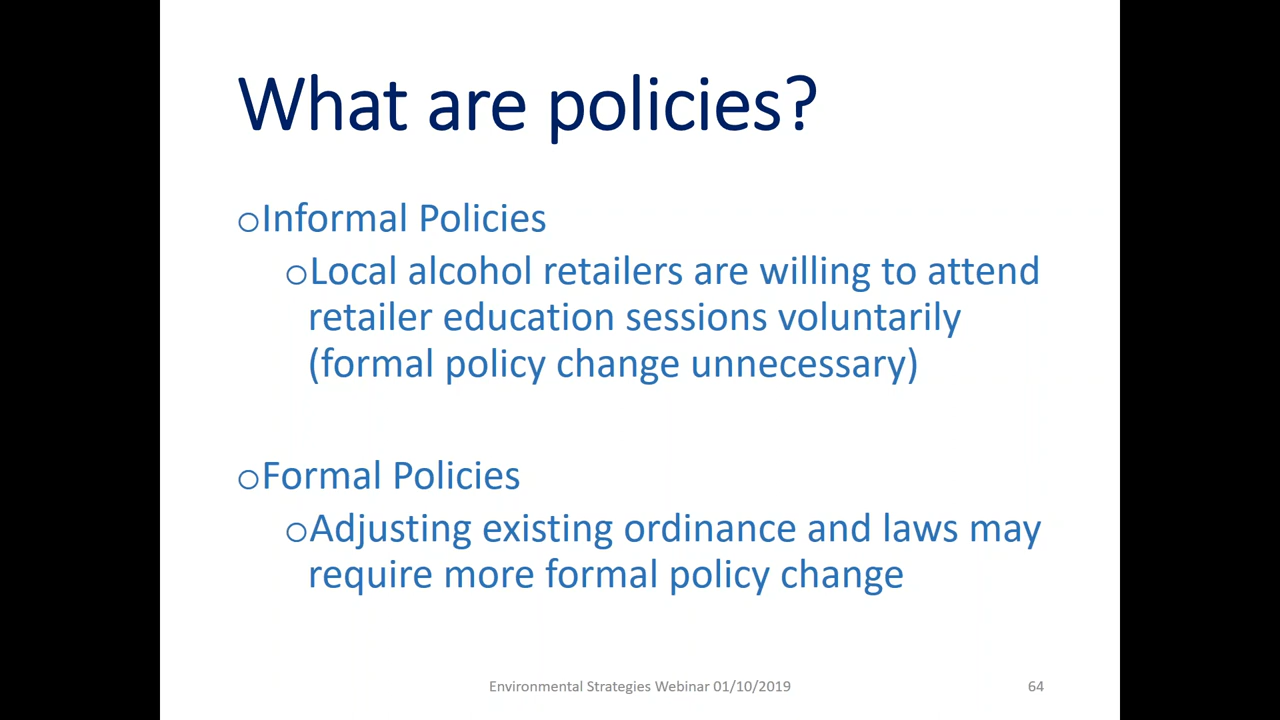 What are policies?
oInformal Policies
oLocal alcohol retailers are willing to attend
retailer education sessions voluntarily
(formal policy change unnecessary)
oFormal Policies
oAdjusting existing ordinance and laws may
require more formal policy change
Environmental Strategies Webinar 01/10/2019
64